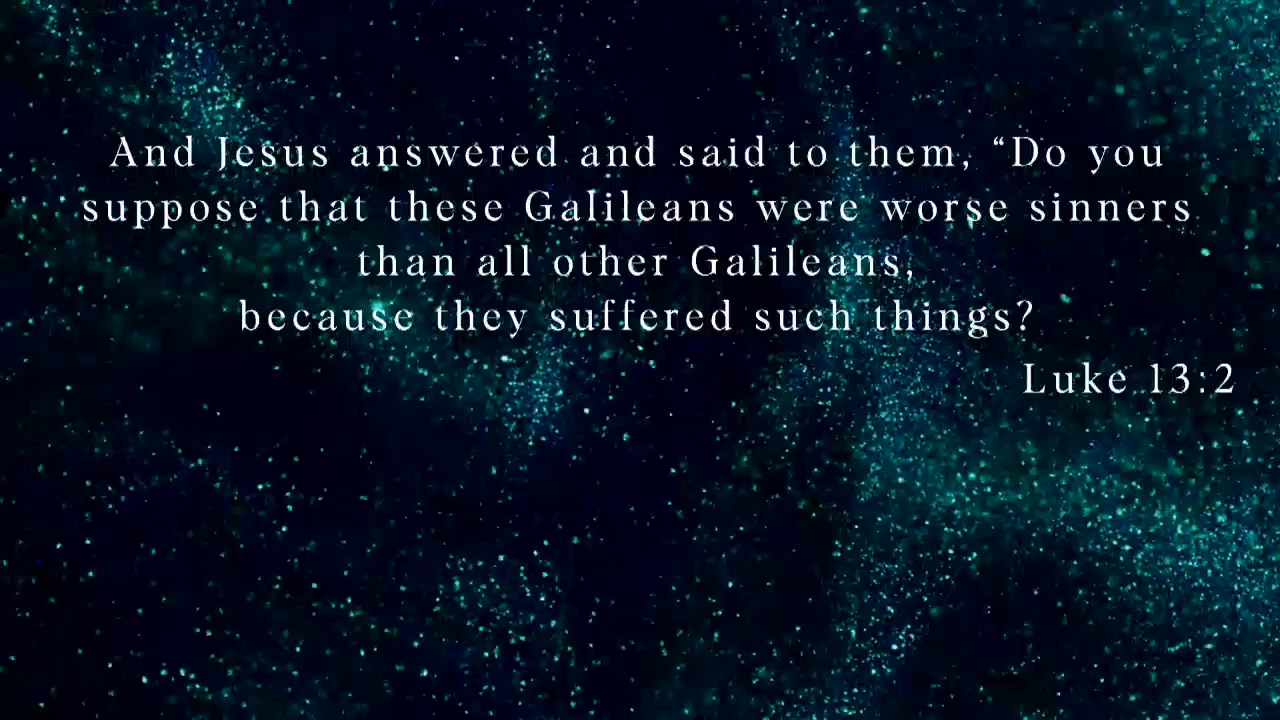 And Jesus answered and said to them, “Do you
suppose that these Galileans were worse sinners
than all other Galileans,
because they suffered such things?
Luke 13:2